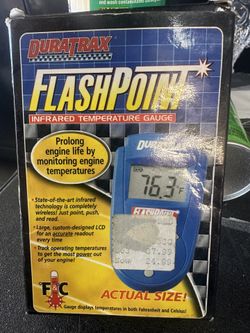 DURATRAX
FLASHPOINT
INFRARED TEMPERATURE GAUGE
Prolong
engine life by
monitoring engine
temperatures
• State-of-the-art infrared
technology is completely
wireless! Just point, push,
and read.
• Large, custom-designed LCD
for an accurate readout
every time
• Track operating temperatures
to get the most power out
of your engine!
DURATRAX
76.3°F
24.99
°F °C
ACTUAL SIZE!
Gauge displays temperatures in both Fahrenheit and Celsius!